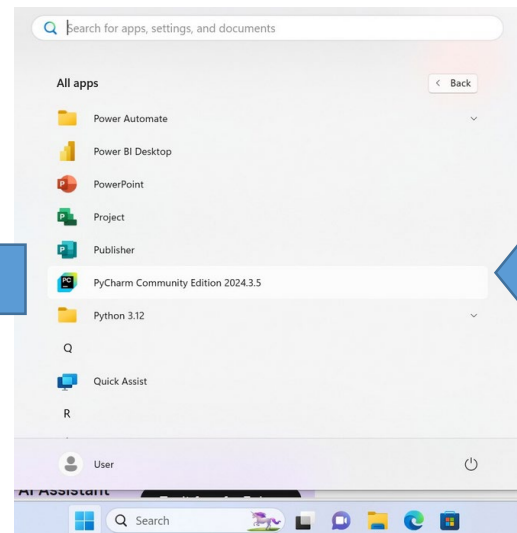 Search for apps, settings, and documents
All apps
Back
Power Automate
Power BI Desktop
PowerPoint
Project
Publisher
PC
PyCharm Community Edition 2024.3.5
Python 3.12
Q
Quick Assist
R
User
AI Assistant
Search